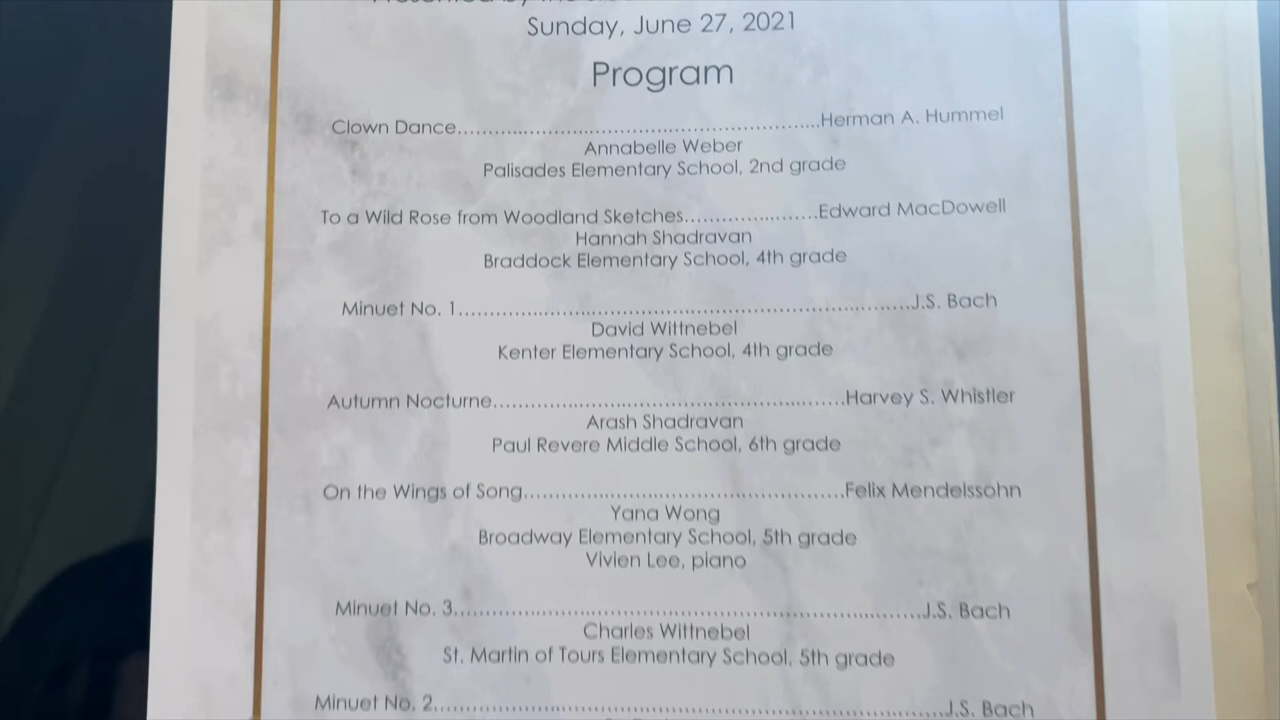 Presented by the
Sunday, June 27, 2021
Program
Clown Dance..........................................................Herman A. Hummel
Annabelle Weber
Palisades Elementary School, 2nd grade
To a Wild Rose from Woodland Sketches.....................Edward MacDowell
Hannah Shadravan
Braddock Elementary School, 4th grade
Minuet No. 1........................................................................J.S. Bach
David Wittnebel
Kenter Elementary School, 4th grade
Autumn Nocturne........................................................Harvey S. Whistler
Arash Shadravan
Paul Revere Middle School, 6th grade
On the Wings of Song...................................................Felix Mendelssohn
Yana Wong
Broadway Elementary School, 5th grade
Vivien Lee, piano
Minuet No. 3..........................................................................J.S. Bach
Charles Wittnebel
St. Martin of Tours Elementary School, 5th grade
Minuet No. 2.................................................................................J.S. Bach